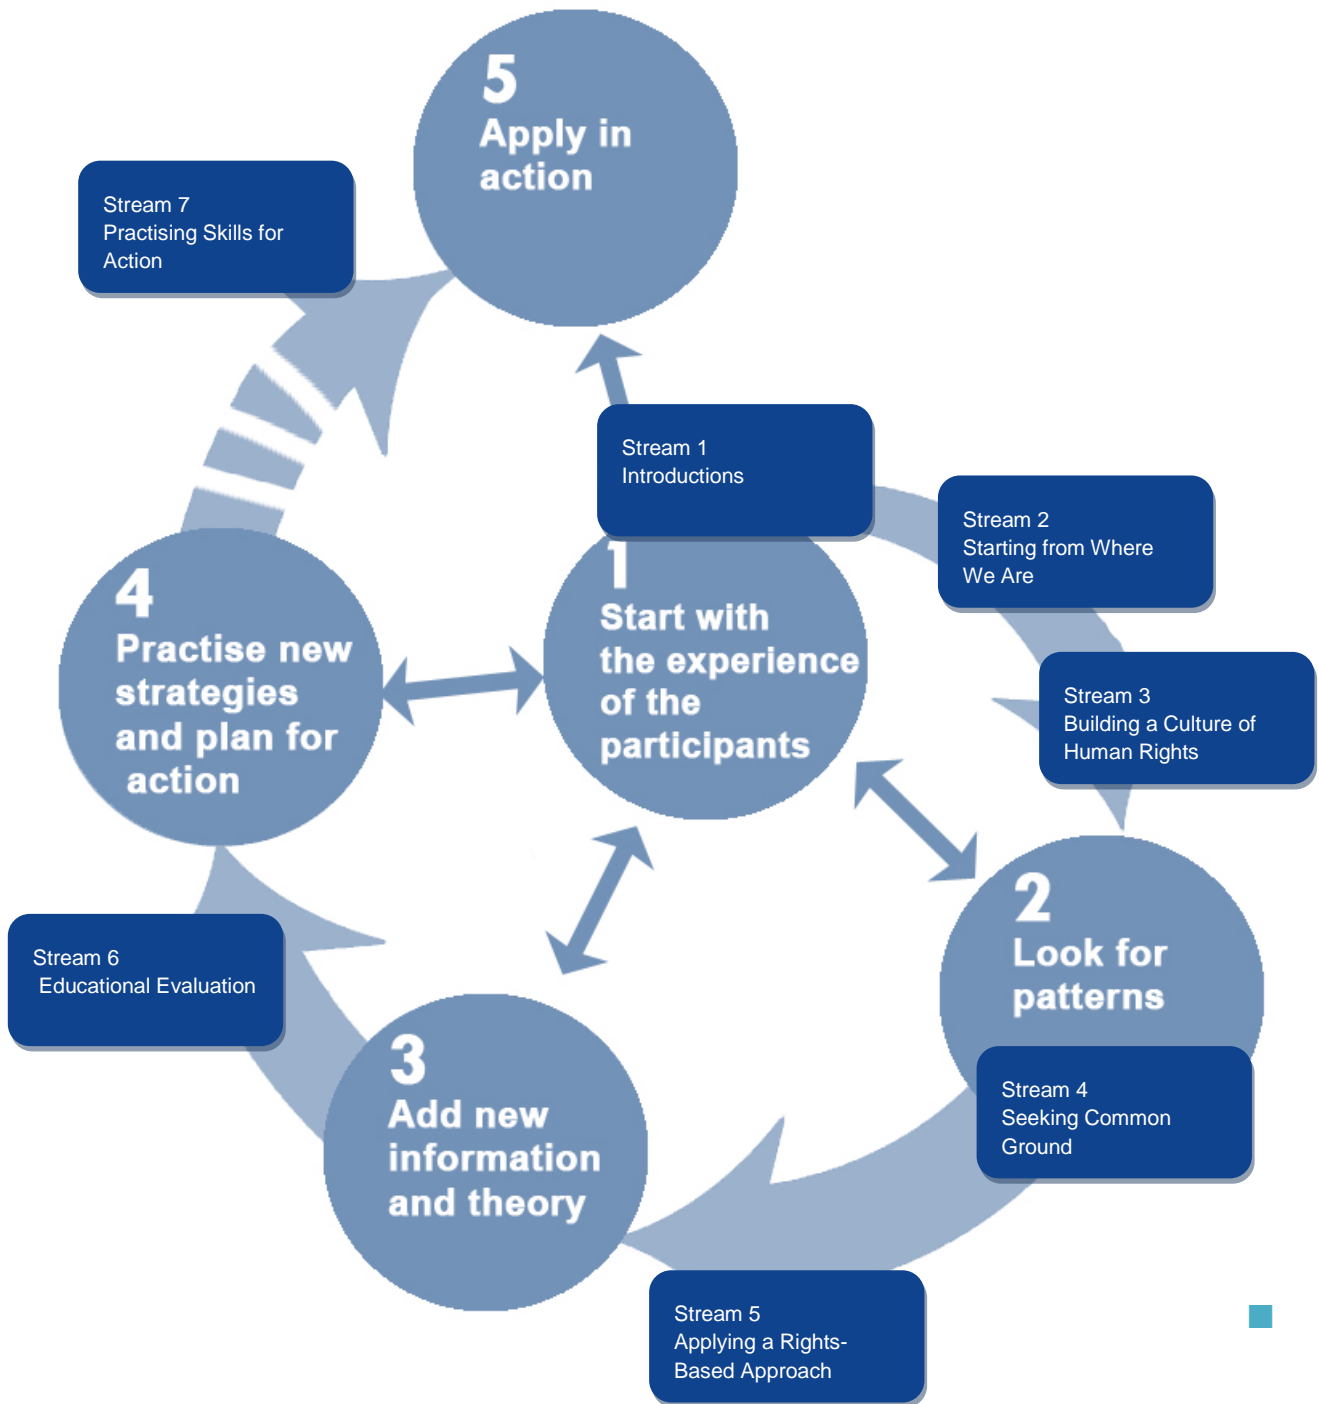 5
Apply in
action
Stream 7
Practising Skills for
Action
Stream 1
Introductions
Stream 2
Starting from Where
We Are
1
Start with
the experience
of the
participants
4
Practise new
strategies
and plan for
action
Stream 3
Building a Culture of
Human Rights
2
Look for
patterns
Stream 6
Educational Evaluation
3
Add new
information
and theory
Stream 4
Seeking Common
Ground
Stream 5
Applying a Rights-
Based Approach